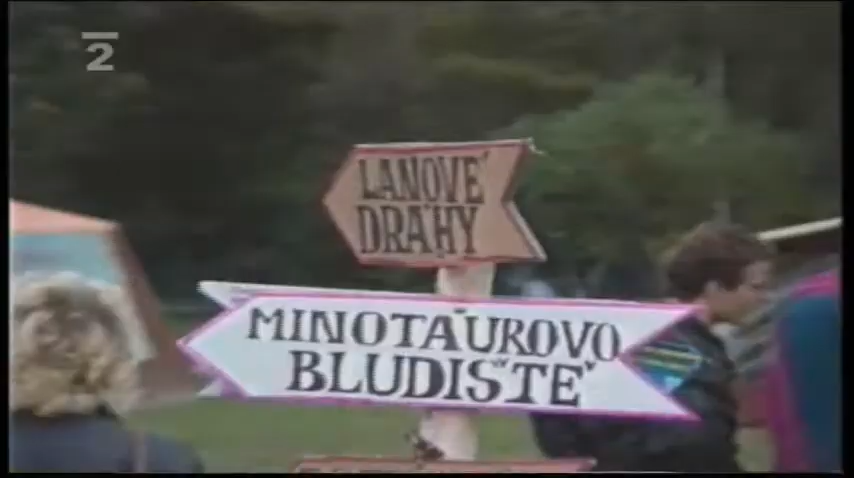 2
LANOVÉ
DRÁHY
MINOTAUROVO
BLUDIŠTĚ